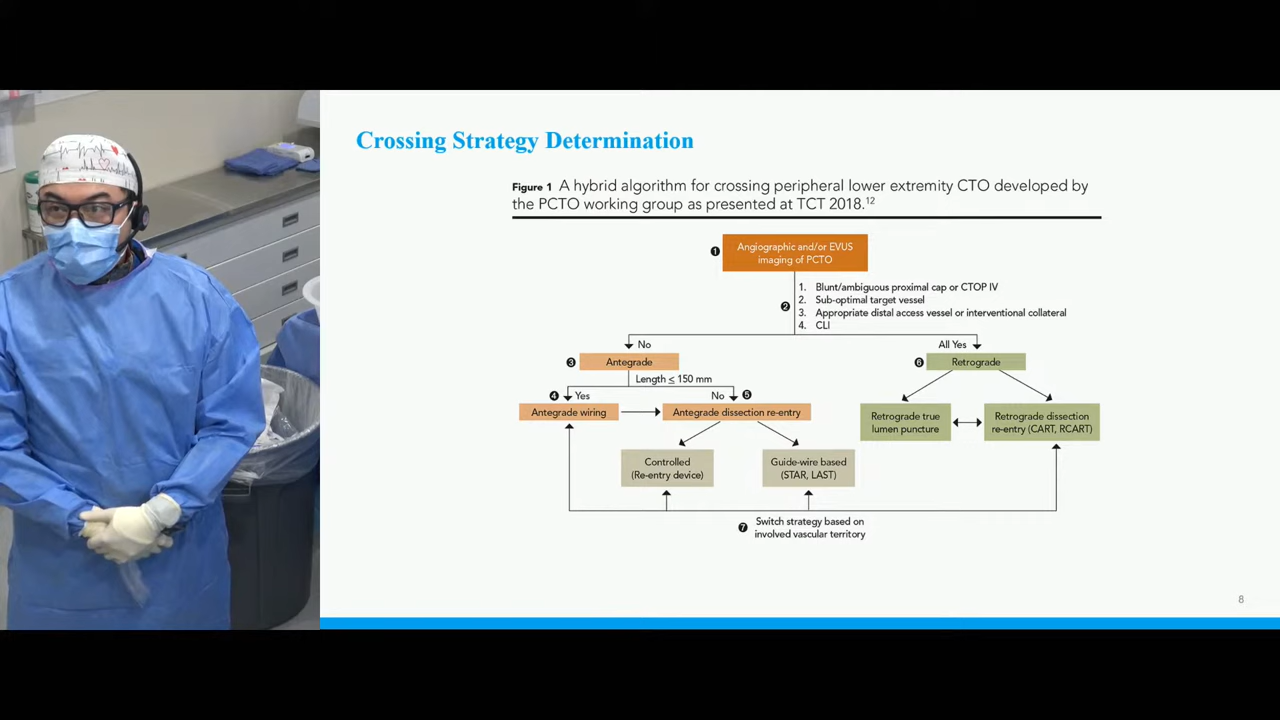 Crossing Strategy Determination
Figure 1 A hybrid algorithm for crossing peripheral lower extremity CTO developed by
the PCTO working group as presented at TCT 2018.12
1
Angiographic and/or EVUS
imaging of PCTO
2
1. Blunt/ambiguous proximal cap or CTOP IV
2. Sub-optimal target vessel
3. Appropriate distal access vessel or interventional collateral
4. CLI
No
All Yes
3
Antegrade
6
Retrograde
Length ≤ 150 mm
4
Yes
No
5
Antegrade wiring
Antegrade dissection re-entry
Retrograde true
lumen puncture
Retrograde dissection
re-entry (CART, RCART)
Controlled
(Re-entry device)
Guide-wire based
(STAR, LAST)
7
Switch strategy based on
involved vascular territory
8